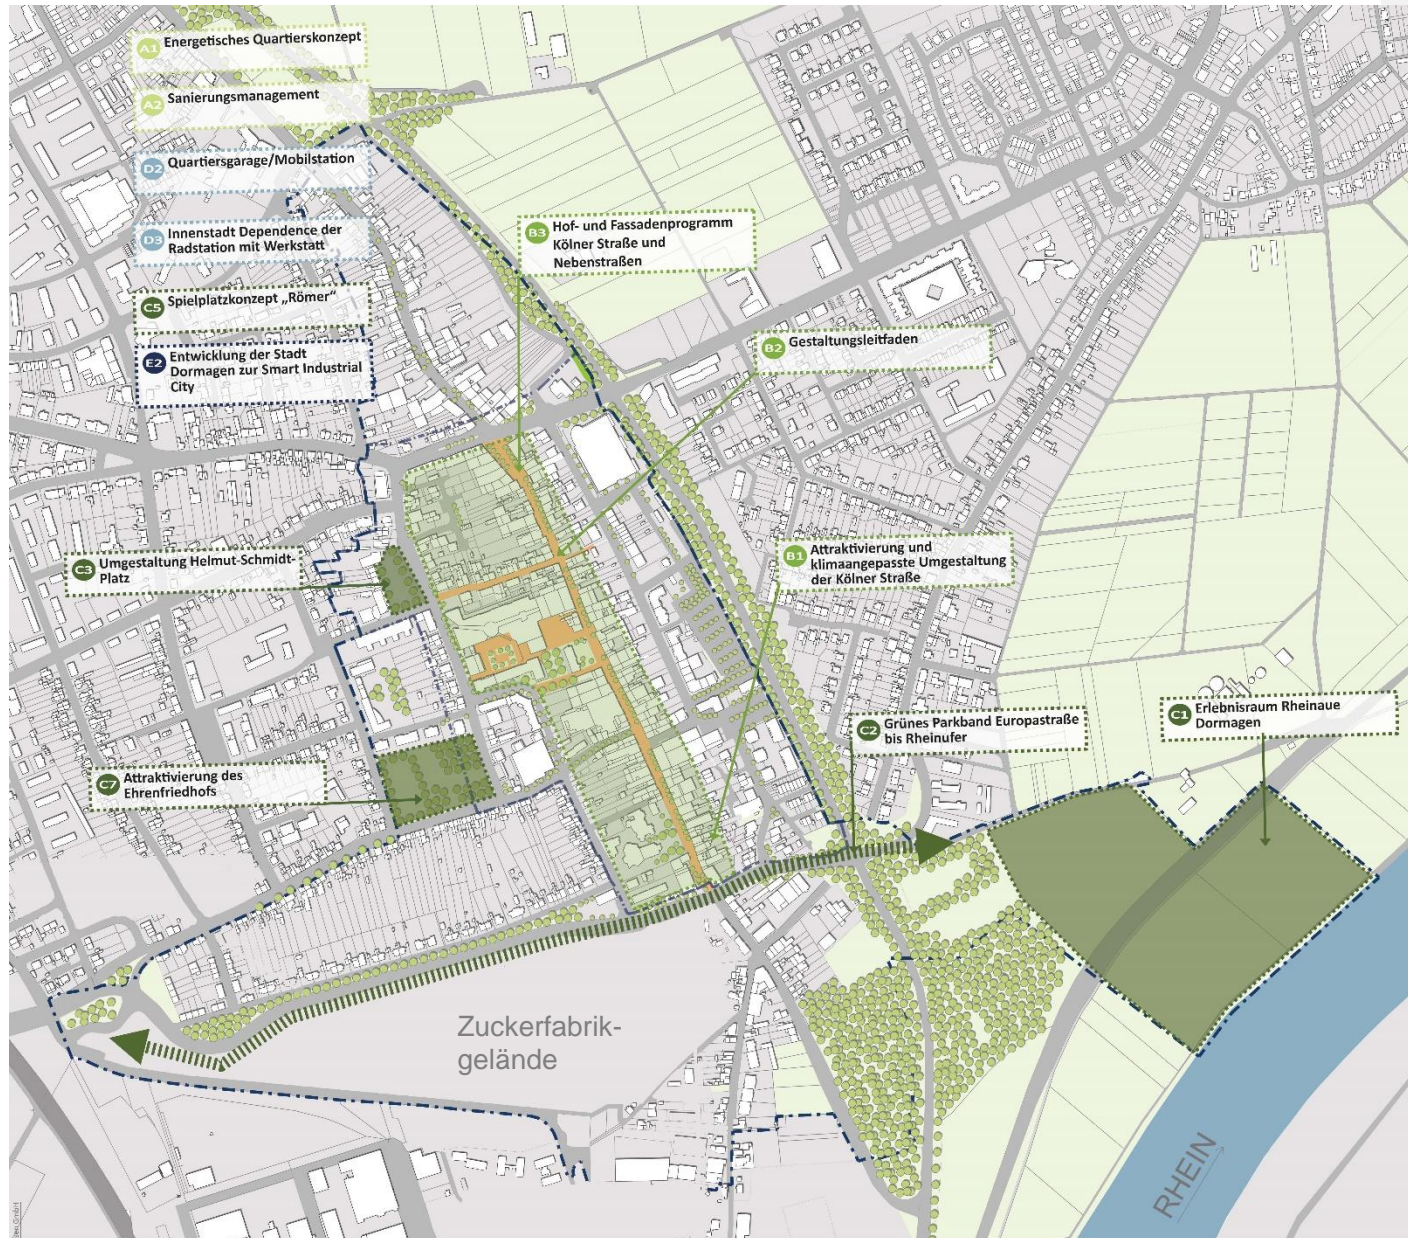 A1 Energetisches Quartierskonzept
A2 Sanierungsmanagement
D2 Quartiersgarage/Mobilstation
D3 Innenstadt Dependence der
Radstation mit Werkstatt
C5 Spielplatzkonzept „Römer“
E2 Entwicklung der Stadt
Dormagen zur Smart Industrial
City
B3 Hof- und Fassadenprogramm
Kölner Straße und
Nebenstraßen
B2 Gestaltungsleitfaden
C3 Umgestaltung Helmut-Schmidt-
Platz
B1 Attraktivierung und
klimaangepasste Umgestaltung
der Kölner Straße
C2 Grünes Parkband Europastraße
bis Rheinufer
C1 Erlebnisraum Rheinaue
Dormagen
C7 Attraktivierung des
Ehrenfriedhofs
Zuckerfabrik-
gelände
RHEIN
GmbH